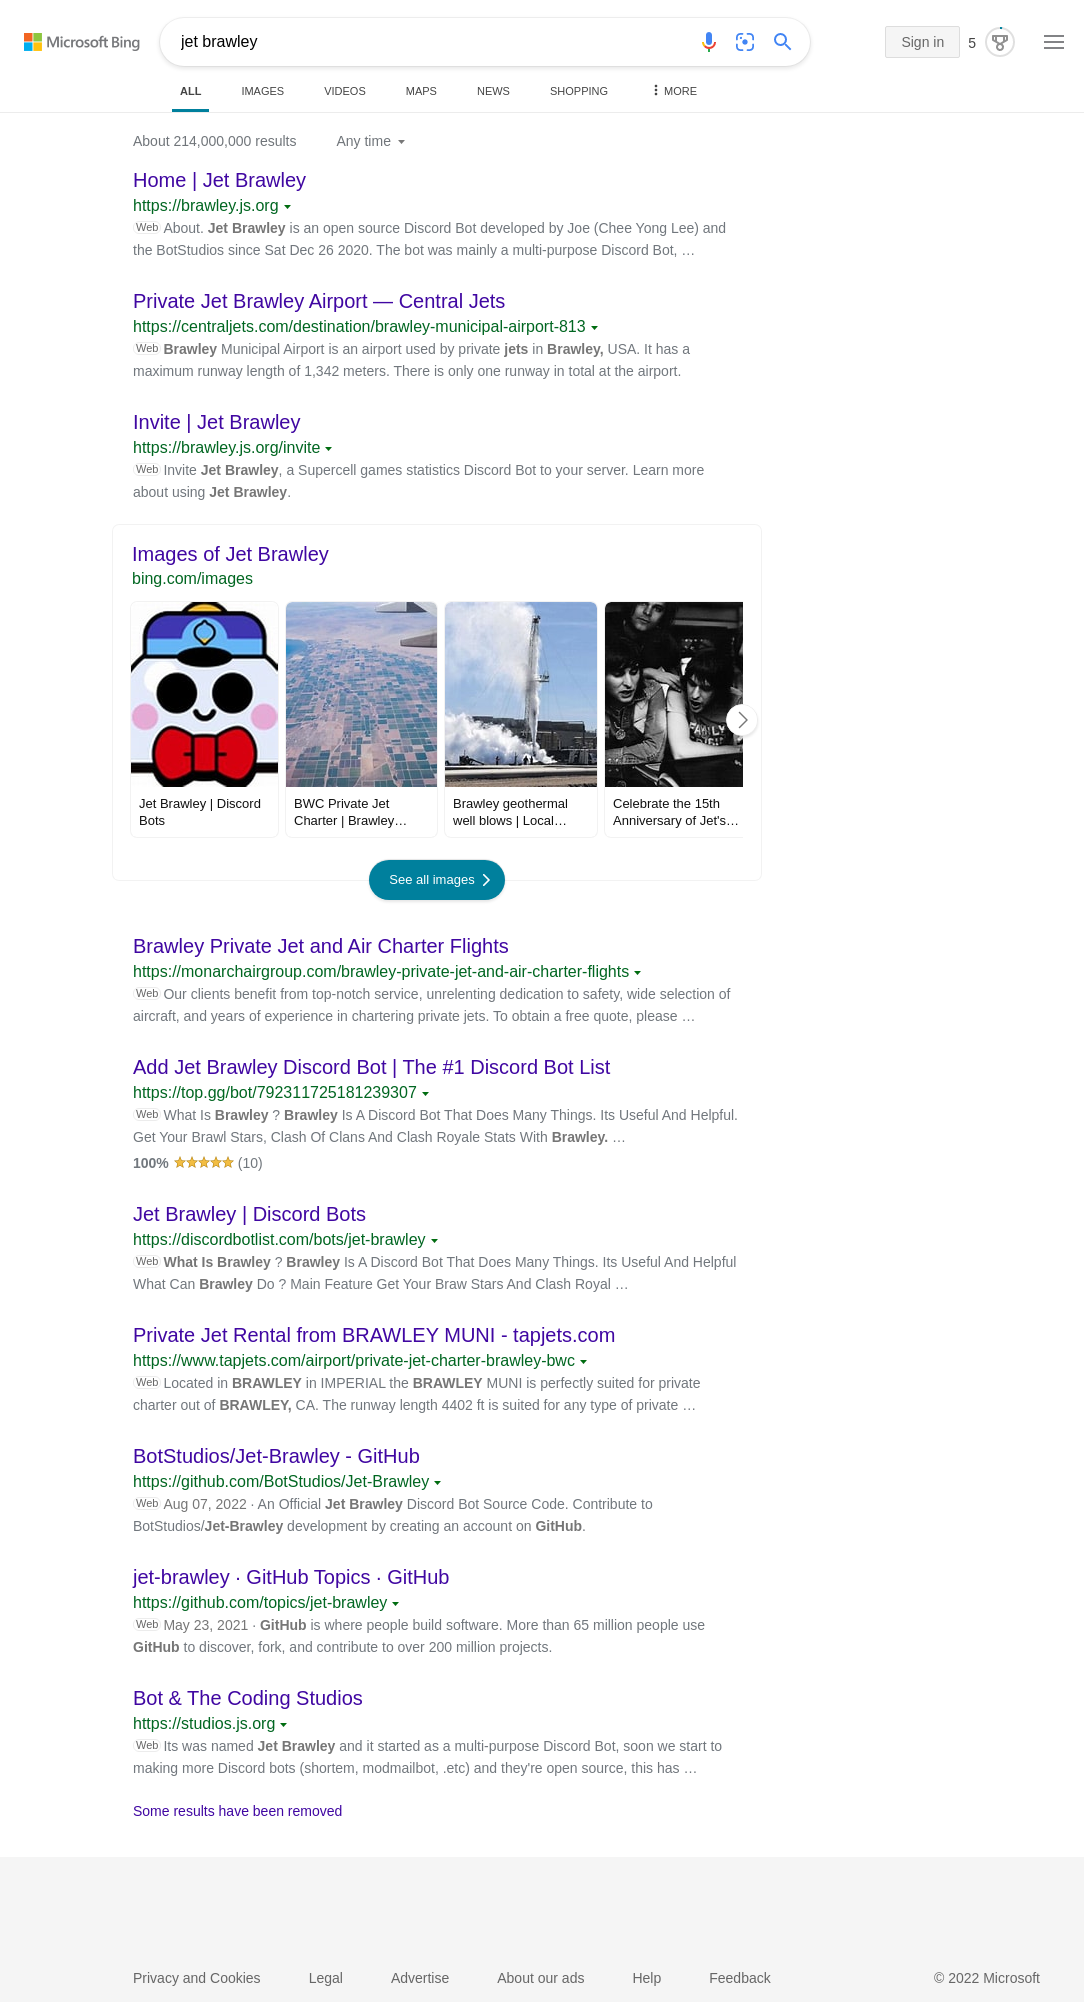 Microsoft Bing
jet brawley
Sign in
5
ALL
IMAGES
VIDEOS
MAPS
NEWS
SHOPPING
MORE
About 214,000,000 results
Any time
Home | Jet Brawley
https://brawley.js.org
Web About. Jet Brawley is an open source Discord Bot developed by Joe (Chee Yong Lee) and
the BotStudios since Sat Dec 26 2020. The bot was mainly a multi-purpose Discord Bot, …
Private Jet Brawley Airport — Central Jets
https://centraljets.com/destination/brawley-municipal-airport-813
Web Brawley Municipal Airport is an airport used by private jets in Brawley, USA. It has a
maximum runway length of 1,342 meters. There is only one runway in total at the airport.
Invite | Jet Brawley
https://brawley.js.org/invite
Web Invite Jet Brawley, a Supercell games statistics Discord Bot to your server. Learn more
about using Jet Brawley.
Images of Jet Brawley
bing.com/images
FAMILY
Jet Brawley | Discord
Bots
BWC Private Jet
Charter | Brawley…
Brawley geothermal
well blows | Local…
Celebrate the 15th
Anniversary of Jet's…
See all images
Brawley Private Jet and Air Charter Flights
https://monarchairgroup.com/brawley-private-jet-and-air-charter-flights
Web Our clients benefit from top-notch service, unrelenting dedication to safety, wide selection of
aircraft, and years of experience in chartering private jets. To obtain a free quote, please …
Add Jet Brawley Discord Bot | The #1 Discord Bot List
https://top.gg/bot/792311725181239307
Web What Is Brawley ? Brawley Is A Discord Bot That Does Many Things. Its Useful And Helpful.
Get Your Brawl Stars, Clash Of Clans And Clash Royale Stats With Brawley. …
100% (10)
Jet Brawley | Discord Bots
https://discordbotlist.com/bots/jet-brawley
Web What Is Brawley ? Brawley Is A Discord Bot That Does Many Things. Its Useful And Helpful
What Can Brawley Do ? Main Feature Get Your Braw Stars And Clash Royal …
Private Jet Rental from BRAWLEY MUNI - tapjets.com
https://www.tapjets.com/airport/private-jet-charter-brawley-bwc
Web Located in BRAWLEY in IMPERIAL the BRAWLEY MUNI is perfectly suited for private
charter out of BRAWLEY, CA. The runway length 4402 ft is suited for any type of private …
BotStudios/Jet-Brawley - GitHub
https://github.com/BotStudios/Jet-Brawley
Web Aug 07, 2022 · An Official Jet Brawley Discord Bot Source Code. Contribute to
BotStudios/Jet-Brawley development by creating an account on GitHub.
jet-brawley · GitHub Topics · GitHub
https://github.com/topics/jet-brawley
Web May 23, 2021 · GitHub is where people build software. More than 65 million people use
GitHub to discover, fork, and contribute to over 200 million projects.
Bot & The Coding Studios
https://studios.js.org
Web Its was named Jet Brawley and it started as a multi-purpose Discord Bot, soon we start to
making more Discord bots (shortem, modmailbot, .etc) and they're open source, this has …
Some results have been removed
Privacy and Cookies
Legal
Advertise
About our ads
Help
Feedback
© 2022 Microsoft